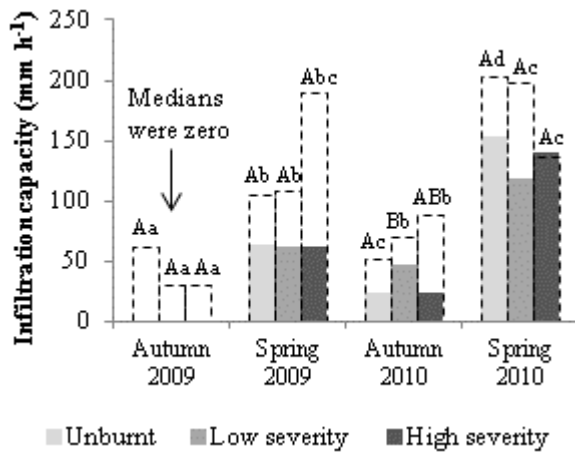 Infiltration capacity (mm h-1)
250
200
150
100
50
0
Medians
were zero
Aa
Aa
Aa
Ab
Ab
Abc
Ac
Bb
ABb
Ad
Ac
Ac
Autumn
2009
Spring
2009
Autumn
2010
Spring
2010
Unburnt
Low severity
High severity